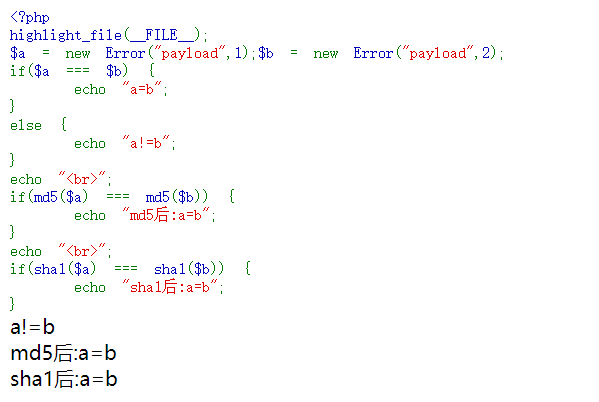 <?php
highlight_file(__FILE__);
$a = new Error("payload",1);$b = new Error("payload",2);
if($a === $b) {
        echo "a=b";
}
else {
        echo "a!=b";
}
echo "<br>";
if(md5($a) === md5($b)) {
        echo "md5后:a=b";
}
echo "<br>";
if(sha1($a) === sha1($b)) {
        echo "sha1后:a=b";
}
a!=b
md5后:a=b
sha1后:a=b